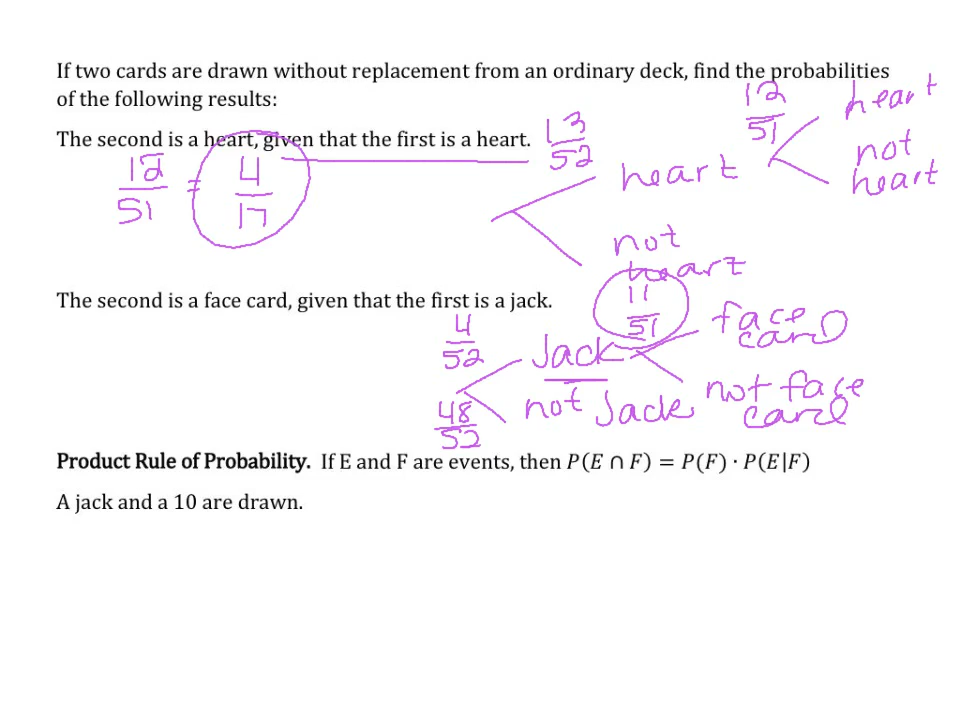 If two cards are drawn without replacement from an ordinary deck, find the probabilities
of the following results:
The second is a heart, given that the first is a heart.
12/51 = 4/17
13/52
heart
not
heart
12/51
heart
not
heart
The second is a face card, given that the first is a jack.
4/52
Jack
48/52
not Jack
11/51
face
card
not face
card
Product Rule of Probability. If E and F are events, then P(E ∩ F) = P(F) · P(E|F)
A jack and a 10 are drawn.